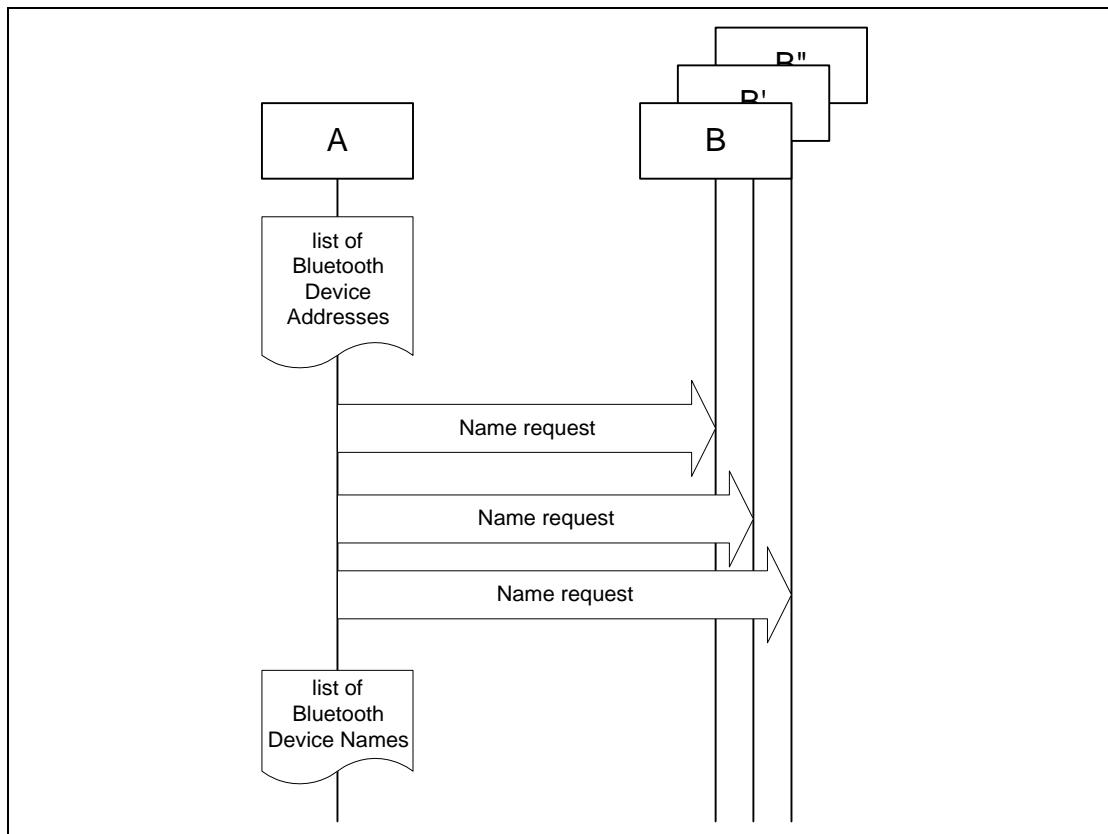 B"
B'
A
B
list of
Bluetooth
Device
Addresses
Name request
Name request
Name request
list of
Bluetooth
Device Names